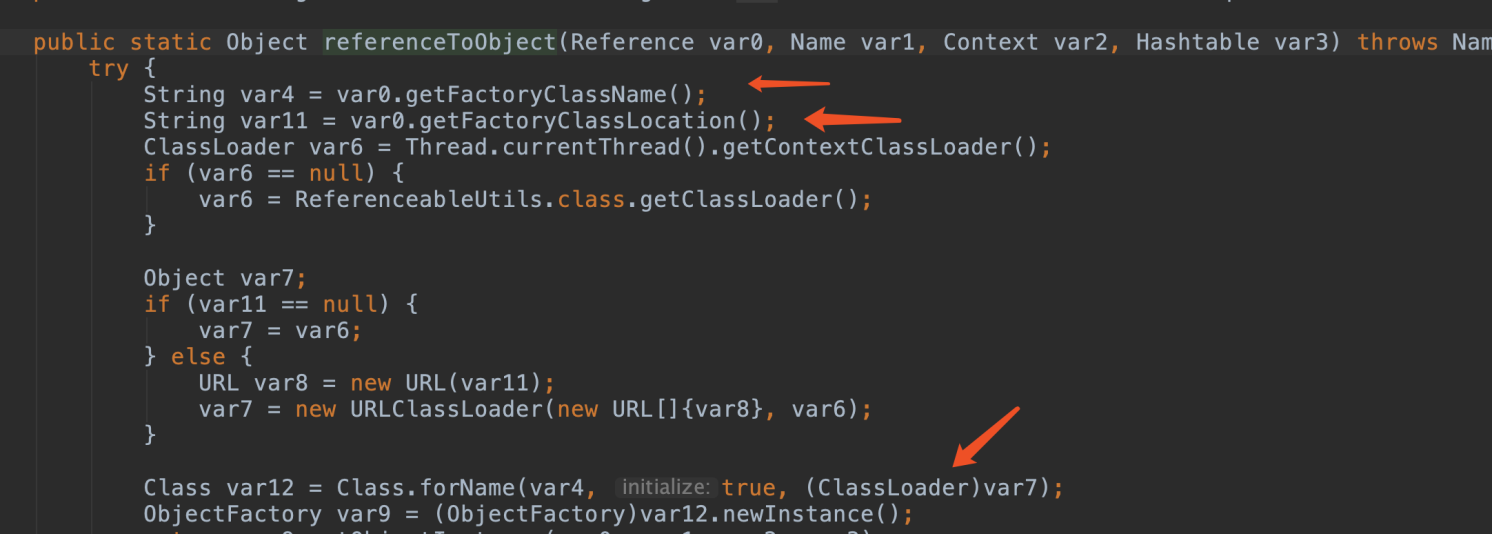 public static Object referenceToObject(Reference var0, Name var1, Context var2, Hashtable var3) throws Nam
try {
String var4 = var0.getFactoryClassName();
String var11 = var0.getFactoryClassLocation();
ClassLoader var6 = Thread.currentThread().getContextClassLoader();
if (var6 == null) {
var6 = ReferenceableUtils.class.getClassLoader();
}
Object var7;
if (var11 == null) {
var7 = var6;
} else {
URL var8 = new URL(var11);
var7 = new URLClassLoader(new URL[]{var8}, var6);
}
Class var12 = Class.forName(var4, initialize: true, (ClassLoader)var7);
ObjectFactory var9 = (ObjectFactory)var12.newInstance();